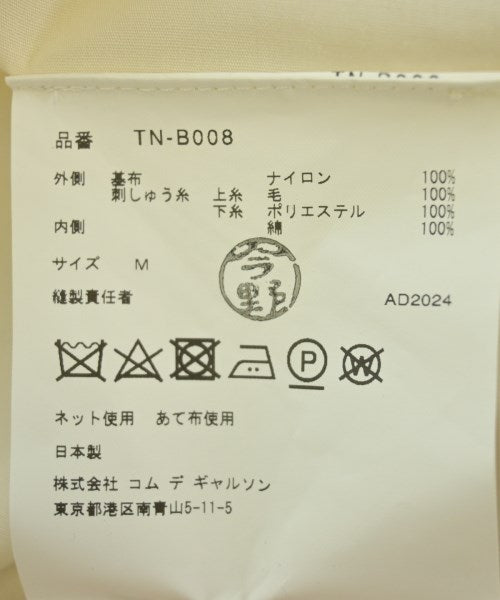 品番 TN-B008
外側 基布 ナイロン 100%
刺しゅう糸 上糸 毛 100%
下糸 ポリエステル 100%
内側 綿 100%
サイズ M
今野
縫製責任者 AD2024
P W
ネット使用 あて布使用
日本製
株式会社 コム デ ギャルソン
東京都港区南青山5-11-5